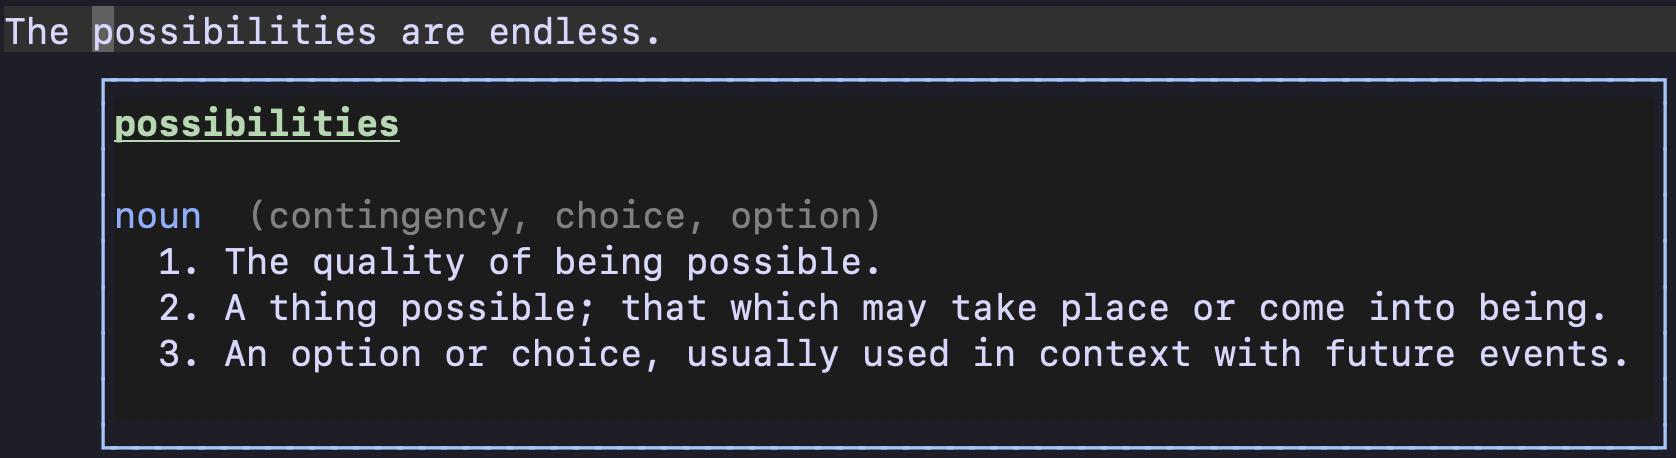 The possibilities are endless.
possibilities
noun (contingency, choice, option)
1. The quality of being possible.
2. A thing possible; that which may take place or come into being.
3. An option or choice, usually used in context with future events.